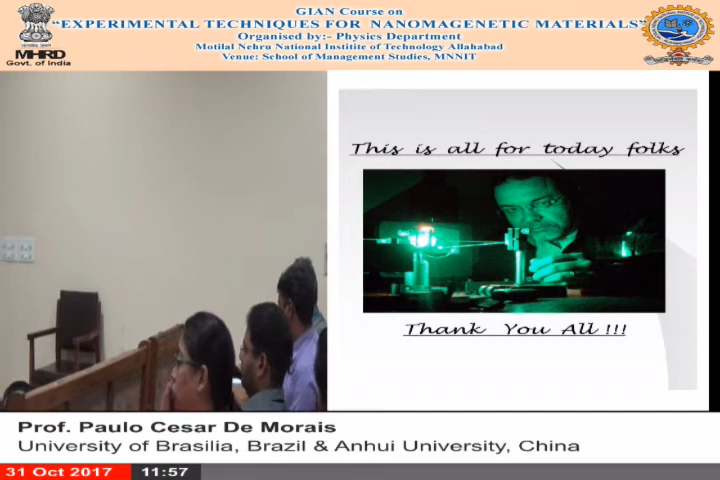 GIAN Course on
"EXPERIMENTAL TECHNIQUES FOR NANOMAGENETIC MATERIALS"
Organised by:- Physics Department
Motilal Nehru National Institite of Technology Allahabad
Venue: School of Management Studies, MNNIT
MHRD
Govt. of India
This is all for today folks
Thank You All !!!
Prof. Paulo Cesar De Morais
University of Brasilia, Brazil & Anhui University, China
31 Oct 2017 11:57